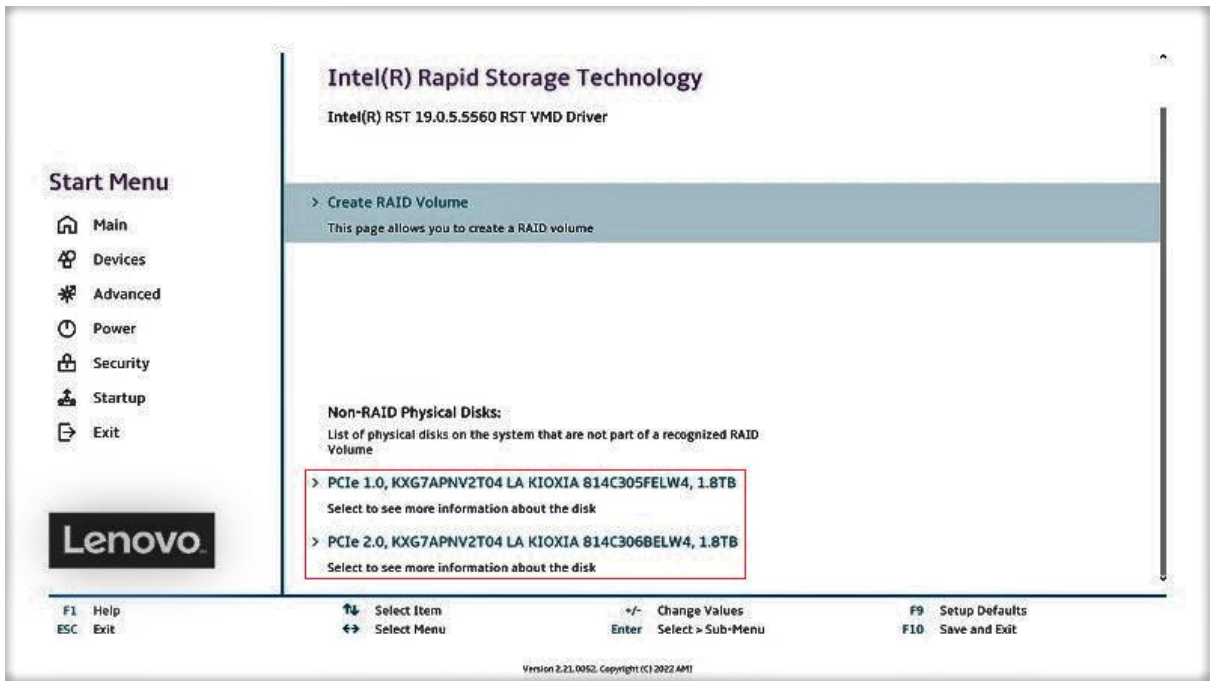 Intel(R) Rapid Storage Technology
Intel(R) RST 19.0.5.5560 RST VMD Driver
Start Menu
Main
Devices
Advanced
Power
Security
Startup
Exit
Lenovo.
> Create RAID Volume
This page allows you to create a RAID volume
Non-RAID Physical Disks:
List of physical disks on the system that are not part of a recognized RAID
Volume
> PCIe 1.0, KXG7APNV2T04 LA KIOXIA 814C305FELW4, 1.8TB
Select to see more information about the disk
> PCIe 2.0, KXG7APNV2T04 LA KIOXIA 814C306BELW4, 1.8TB
Select to see more information about the disk
F1 Help
ESC Exit
↑↓ Select Item
↔ Select Menu
+/- Change Values
Enter Select > Sub-Menu
F9 Setup Defaults
F10 Save and Exit
Version 2.21.0052. Copyright (C) 2022 AMI